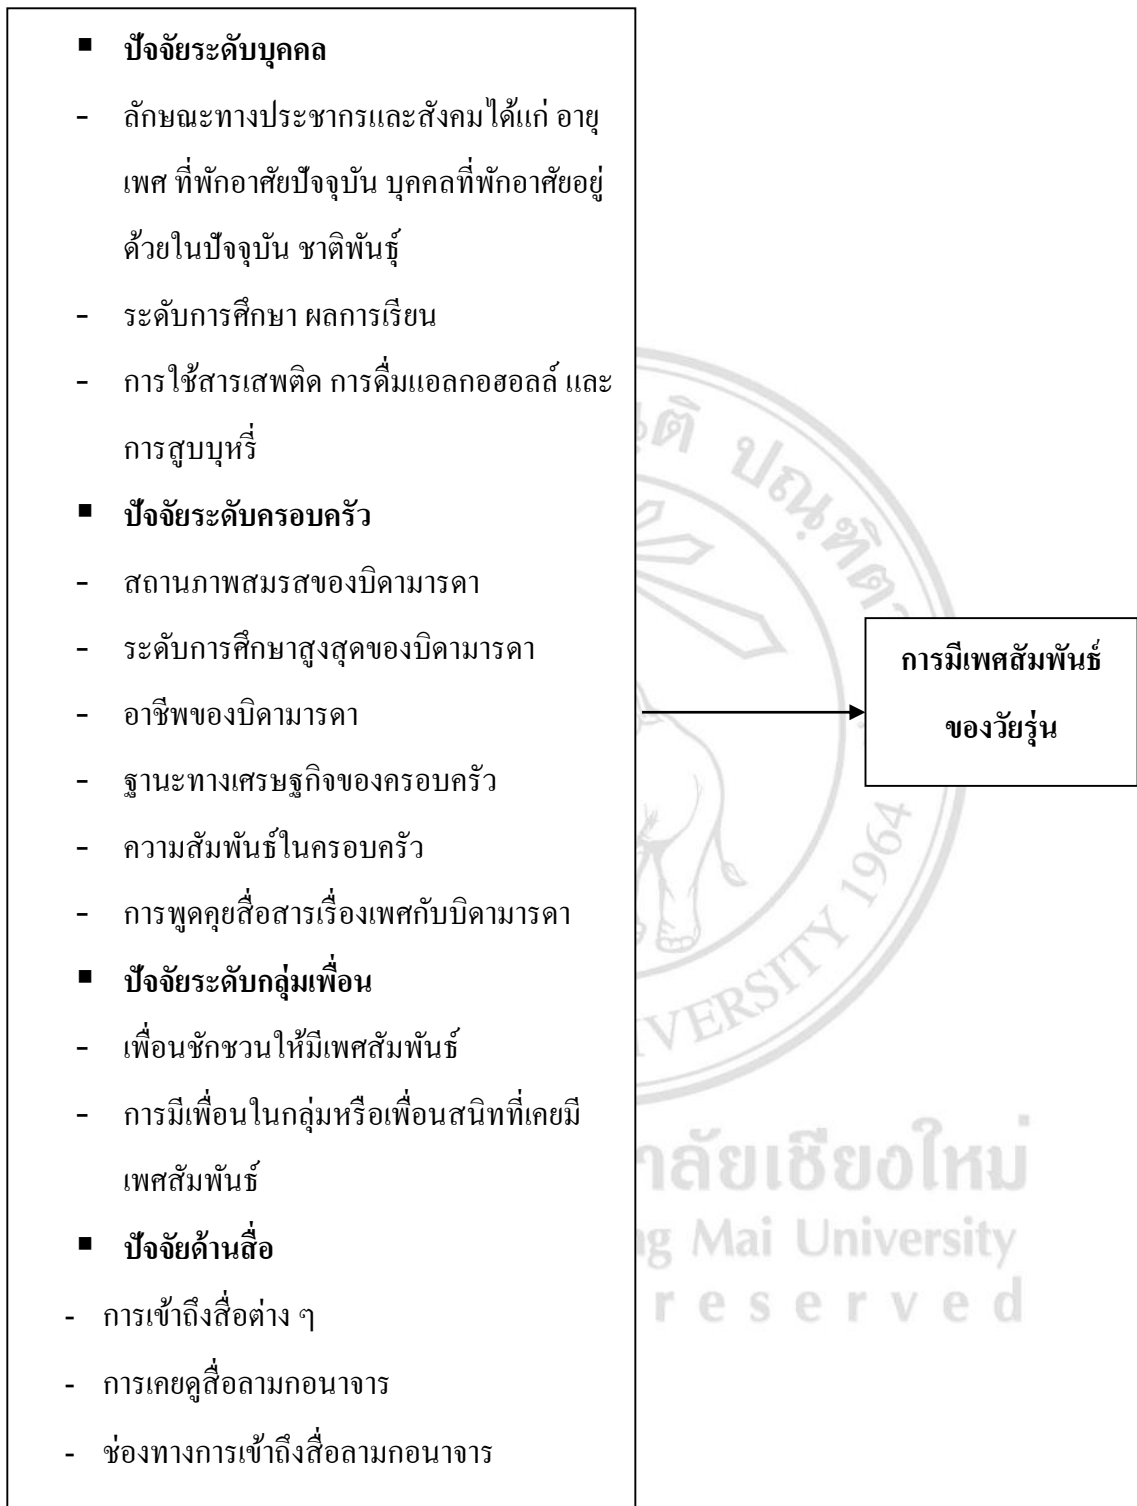 ▪ ปัจจัยระดับบุคคล
- ลักษณะทางประชากรและสังคมได้แก่ อายุ
เพศ ที่พักอาศัยปัจจุบัน บุคคลที่พักอาศัยอยู่
ด้วยในปัจจุบัน ชาติพันธุ์
- ระดับการศึกษา ผลการเรียน
- การใช้สารเสพติด การดื่มแอลกอฮอลล์ และ
การสูบบุหรี่
▪ ปัจจัยระดับครอบครัว
- สถานภาพสมรสของบิดามารดา
- ระดับการศึกษาสูงสุดของบิดามารดา
- อาชีพของบิดามารดา
- ฐานะทางเศรษฐกิจของครอบครัว
- ความสัมพันธ์ในครอบครัว
- การพูดคุยสื่อสารเรื่องเพศกับบิดามารดา
▪ ปัจจัยระดับกลุ่มเพื่อน
- เพื่อนชักชวนให้มีเพศสัมพันธ์
- การมีเพื่อนในกลุ่มหรือเพื่อนสนิทที่เคยมี
เพศสัมพันธ์
▪ ปัจจัยด้านสื่อ
- การเข้าถึงสื่อต่าง ๆ
- การเคยดูสื่อลามกอนาจาร
- ช่องทางการเข้าถึงสื่อลามกอนาจาร
การมีเพศสัมพันธ์
ของวัยรุ่น
VERSITY 1964
าลัยเชียงใหม่
ng Mai University
reserved